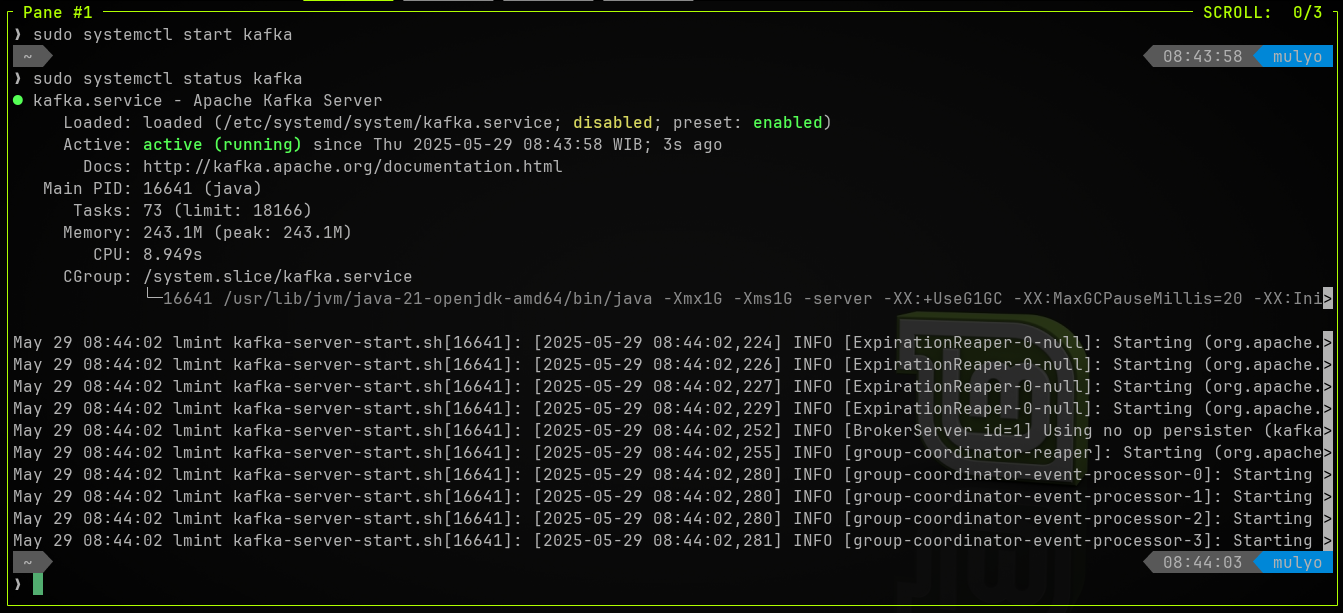 Pane #1 SCROLL: 0/3
❯ sudo systemctl start kafka
~ 08:43:58 mulyo
❯ sudo systemctl status kafka
● kafka.service - Apache Kafka Server
Loaded: loaded (/etc/systemd/system/kafka.service; disabled; preset: enabled)
Active: active (running) since Thu 2025-05-29 08:43:58 WIB; 3s ago
Docs: http://kafka.apache.org/documentation.html
Main PID: 16641 (java)
Tasks: 73 (limit: 18166)
Memory: 243.1M (peak: 243.1M)
CPU: 8.949s
CGroup: /system.slice/kafka.service
└─16641 /usr/lib/jvm/java-21-openjdk-amd64/bin/java -Xmx1G -Xms1G -server -XX:+UseG1GC -XX:MaxGCPauseMillis=20 -XX:Ini>
May 29 08:44:02 lmint kafka-server-start.sh[16641]: [2025-05-29 08:44:02,224] INFO [ExpirationReaper-0-null]: Starting (org.apache.>
May 29 08:44:02 lmint kafka-server-start.sh[16641]: [2025-05-29 08:44:02,226] INFO [ExpirationReaper-0-null]: Starting (org.apache.>
May 29 08:44:02 lmint kafka-server-start.sh[16641]: [2025-05-29 08:44:02,227] INFO [ExpirationReaper-0-null]: Starting (org.apache.>
May 29 08:44:02 lmint kafka-server-start.sh[16641]: [2025-05-29 08:44:02,229] INFO [ExpirationReaper-0-null]: Starting (org.apache.>
May 29 08:44:02 lmint kafka-server-start.sh[16641]: [2025-05-29 08:44:02,252] INFO [BrokerServer id=1] Using no op persister (kafka>
May 29 08:44:02 lmint kafka-server-start.sh[16641]: [2025-05-29 08:44:02,255] INFO [group-coordinator-reaper]: Starting (org.apache>
May 29 08:44:02 lmint kafka-server-start.sh[16641]: [2025-05-29 08:44:02,280] INFO [group-coordinator-event-processor-0]: Starting >
May 29 08:44:02 lmint kafka-server-start.sh[16641]: [2025-05-29 08:44:02,280] INFO [group-coordinator-event-processor-1]: Starting >
May 29 08:44:02 lmint kafka-server-start.sh[16641]: [2025-05-29 08:44:02,280] INFO [group-coordinator-event-processor-2]: Starting >
May 29 08:44:02 lmint kafka-server-start.sh[16641]: [2025-05-29 08:44:02,281] INFO [group-coordinator-event-processor-3]: Starting >
~ 08:44:03 mulyo
❯